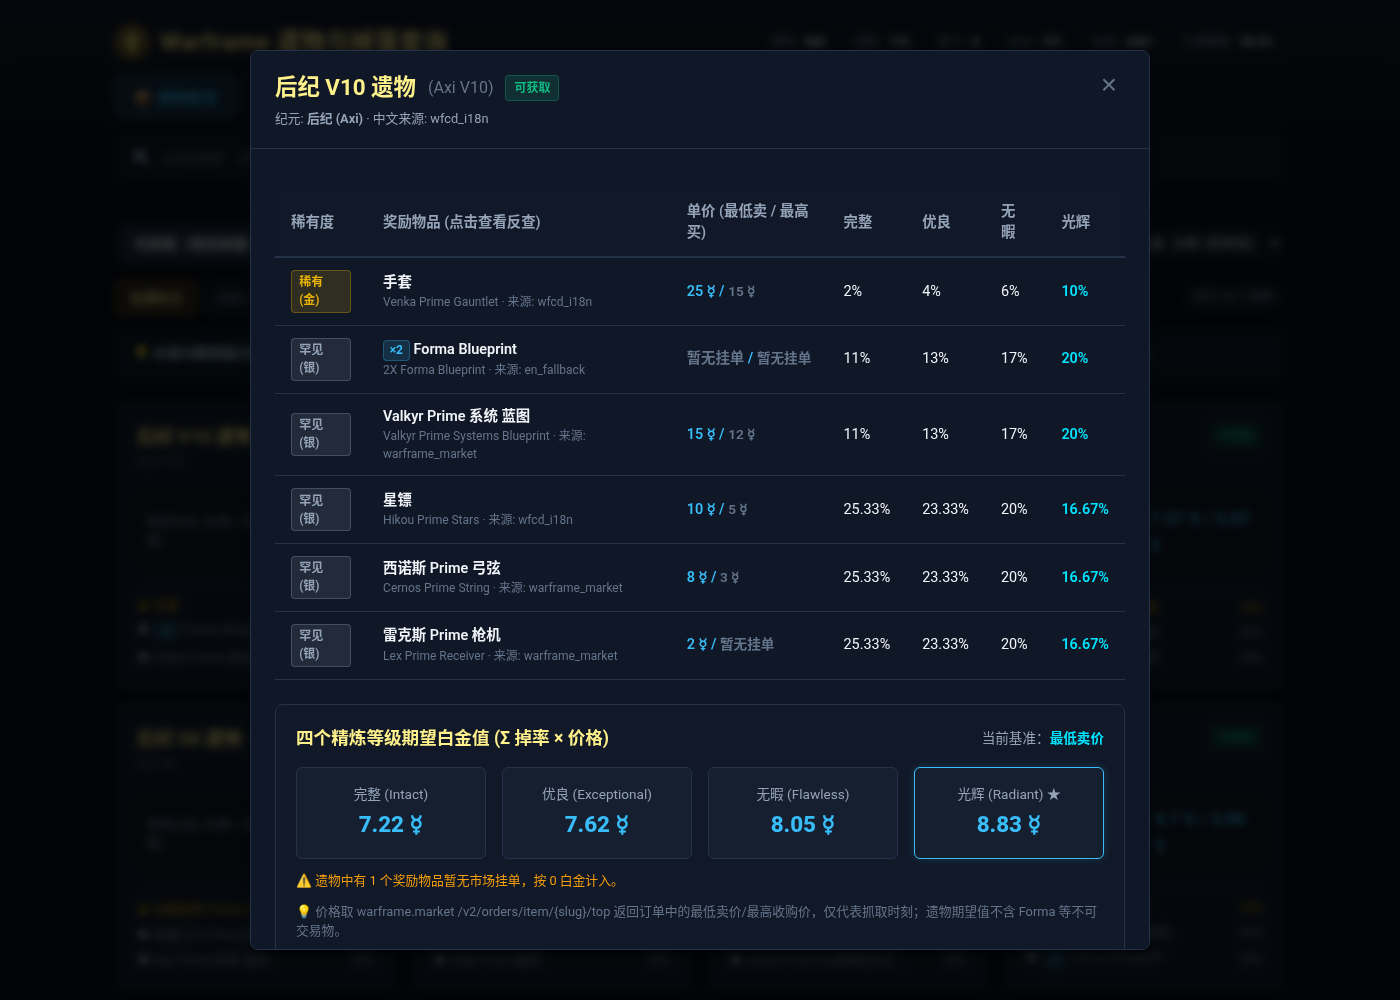 后纪 V10 遗物 (Axi V10) 可获取
纪元: 后纪 (Axi) · 中文来源: wfcd_i18n
稀有度 奖励物品 (点击查看反查) 单价 (最低卖 / 最高买) 完整 优良 无暇 光辉
稀有 (金)
手套
Venka Prime Gauntlet · 来源: wfcd_i18n
25 ☿ / 15 ☿ 2% 4% 6% 10%
罕见 (银)
×2 Forma Blueprint
2X Forma Blueprint · 来源: en_fallback
暂无挂单 / 暂无挂单 11% 13% 17% 20%
罕见 (银)
Valkyr Prime 系统 蓝图
Valkyr Prime Systems Blueprint · 来源:
warframe_market
15 ☿ / 12 ☿ 11% 13% 17% 20%
罕见 (银)
星镖
Hikou Prime Stars · 来源: wfcd_i18n
10 ☿ / 5 ☿ 25.33% 23.33% 20% 16.67%
罕见 (银)
西诺斯 Prime 弓弦
Cernos Prime String · 来源: warframe_market
8 ☿ / 3 ☿ 25.33% 23.33% 20% 16.67%
罕见 (银)
雷克斯 Prime 枪机
Lex Prime Receiver · 来源: warframe_market
2 ☿ / 暂无挂单 25.33% 23.33% 20% 16.67%
四个精炼等级期望白金值 (Σ 掉率 × 价格) 当前基准: 最低卖价
完整 (Intact) 优良 (Exceptional) 无暇 (Flawless) 光辉 (Radiant) ★
7.22 ☿ 7.62 ☿ 8.05 ☿ 8.83 ☿
⚠️ 遗物中有 1 个奖励物品暂无市场挂单，按 0 白金计入。
💡 价格取 warframe.market /v2/orders/item/{slug}/top 返回订单中的最低卖价/最高收购价，仅代表抓取时刻；遗物期望值不含 Forma 等不可
交易物。